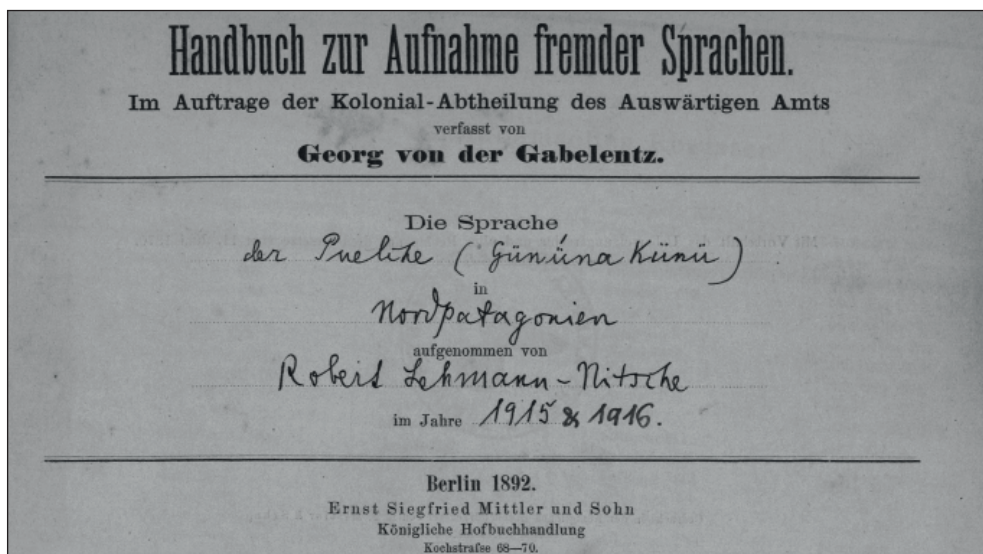 Handbuch zur Aufnahme fremder Sprachen.
Im Auftrage der Kolonial-Abtheilung des Auswärtigen Amts
verfasst von
Georg von der Gabelentz.
Die Sprache
der Puelche (Gününa Künü)
in
Nordpatagonien
aufgenommen von
Robert Lehmann-Nitsche
im Jahre 1915 & 1916.
Berlin 1892.
Ernst Siegfried Mittler und Sohn
Königliche Hofbuchhandlung
Kochstraſse 68—70.